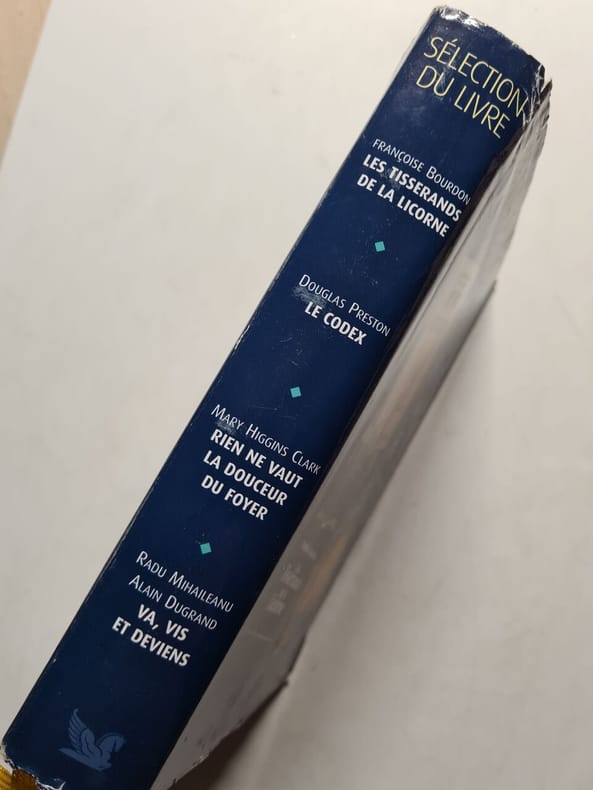 SÉLECTION
DU LIVRE
FRANÇOISE BOURDON
LES TISSERANDS
DE LA LICORNE
DOUGLAS PRESTON
LE CODEX
MARY HIGGINS CLARK
RIEN NE VAUT
LA DOUCEUR
DU FOYER
RADU MIHAILEANU
ALAIN DUGRAND
VA, VIS
ET DEVIENS